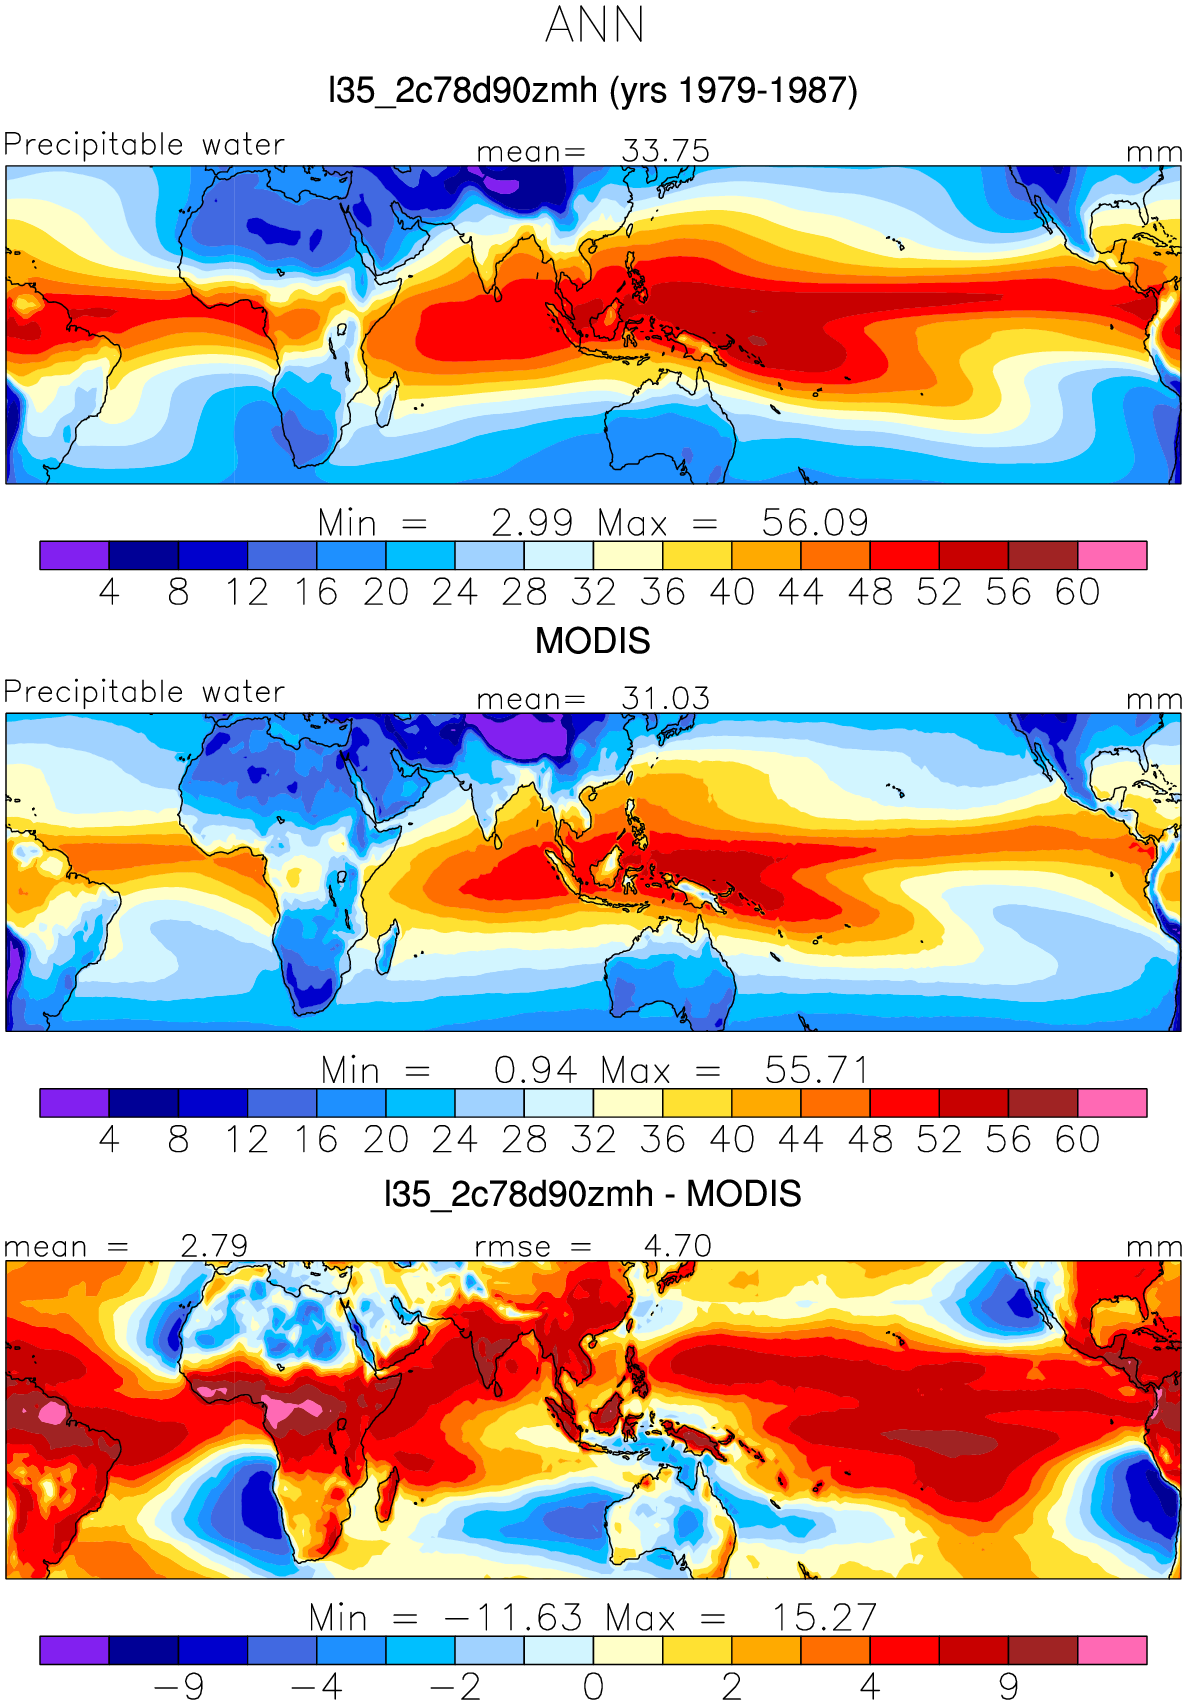 ANN
l35_2c78d90zmh (yrs 1979-1987)
Precipitable water mean= 33.75 mm
Min = 2.99 Max = 56.09
4 8 12 16 20 24 28 32 36 40 44 48 52 56 60
MODIS
Precipitable water mean= 31.03 mm
Min = 0.94 Max = 55.71
4 8 12 16 20 24 28 32 36 40 44 48 52 56 60
l35_2c78d90zmh - MODIS
mean = 2.79 rmse = 4.70 mm
Min = -11.63 Max = 15.27
-9 -4 -2 0 2 4 9